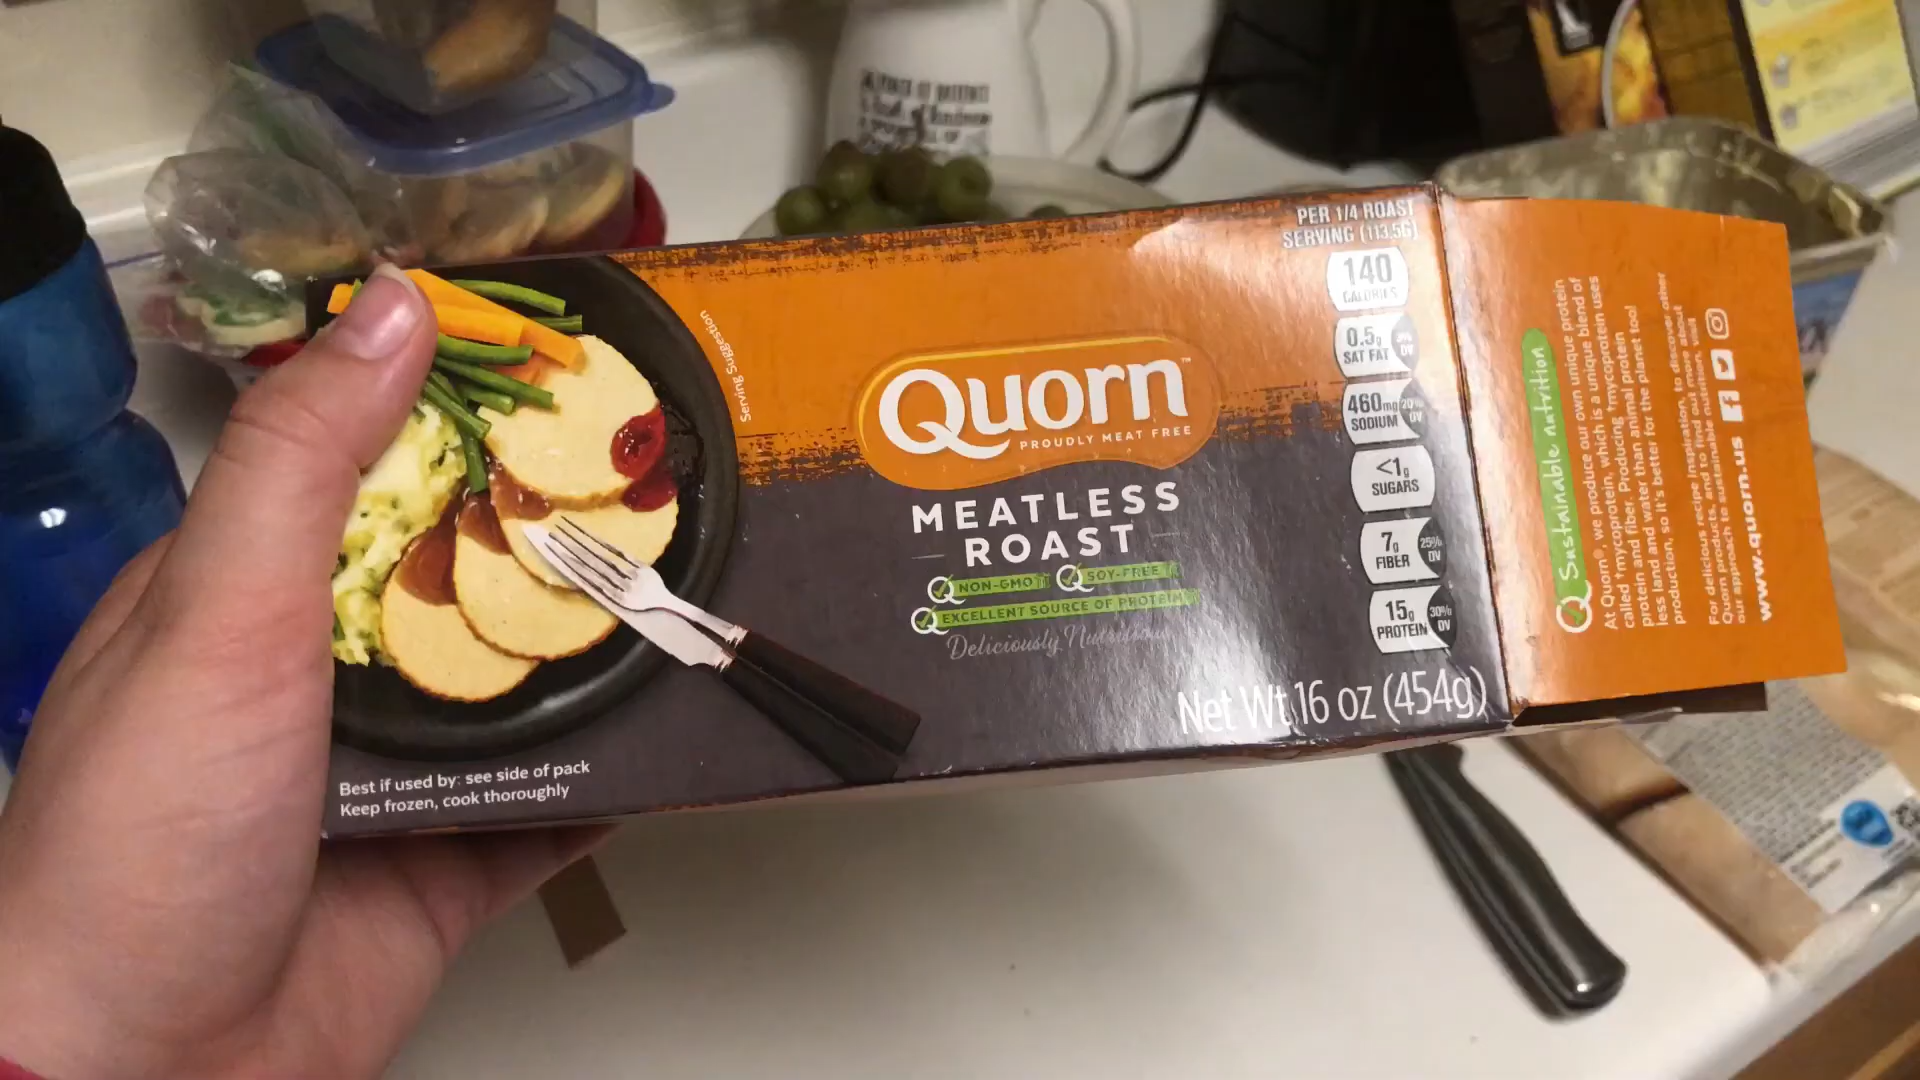 Serving Suggestion
PER 1/4 ROAST
SERVING (113.5G)
140
CALORIES
0.5g
SAT FAT
DV
460mg
SODIUM
20%
DV
<1g
SUGARS
7g
FIBER
25%
DV
15g
PROTEIN
30%
DV
Quorn™
PROUDLY MEAT FREE
MEATLESS
ROAST
NON-GMO
SOY-FREE
EXCELLENT SOURCE OF PROTEIN
Deliciously
Net Wt 16 oz (454g)
Best if used by: see side of pack
Keep frozen, cook thoroughly
Sustainable nutrition
At Quorn®, we produce our own unique protein
called †mycoprotein, which is a unique blend of
protein and fiber. Producing †mycoprotein uses
less land and water than animal protein
production, so it's better for the planet too!
For delicious recipe inspiration, to discover other
Quorn products, and to find out more about
our approach to sustainable nutrition, visit
www.quorn.us